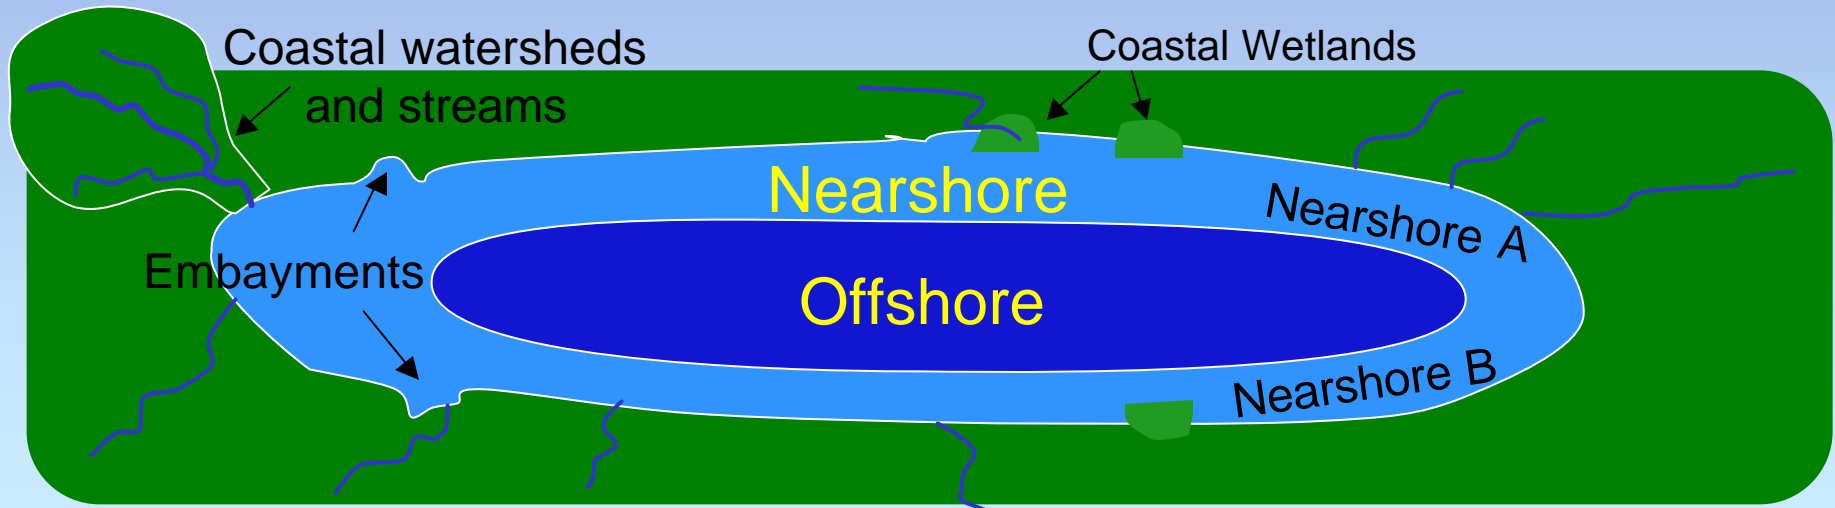 Coastal watersheds
and streams
Coastal Wetlands
Nearshore
Nearshore A
Embayments
Offshore
Nearshore B